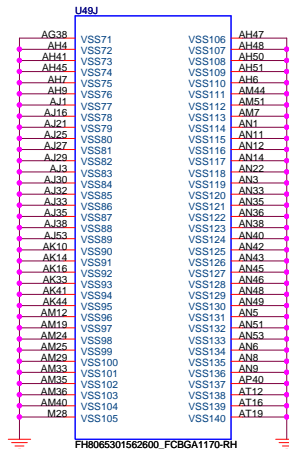 U49J
AG38 VSS71 VSS106 AH47
AH4 VSS72 VSS107 AH48
AH41 VSS73 VSS108 AH50
AH45 VSS74 VSS109 AH51
AH7 VSS75 VSS110 AH6
AH9 VSS76 VSS111 AM44
AJ1 VSS77 VSS112 AM51
AJ16 VSS78 VSS113 AM7
AJ21 VSS79 VSS114 AN1
AJ25 VSS80 VSS115 AN11
AJ27 VSS81 VSS116 AN12
AJ29 VSS82 VSS117 AN14
AJ3 VSS83 VSS118 AN22
AJ30 VSS84 VSS119 AN3
AJ32 VSS85 VSS120 AN33
AJ33 VSS86 VSS121 AN35
AJ35 VSS87 VSS122 AN36
AJ38 VSS88 VSS123 AN38
AJ53 VSS89 VSS124 AN40
AK10 VSS90 VSS125 AN42
AK14 VSS91 VSS126 AN43
AK16 VSS92 VSS127 AN45
AK33 VSS93 VSS128 AN46
AK41 VSS94 VSS129 AN48
AK44 VSS95 VSS130 AN49
AM12 VSS96 VSS131 AN5
AM19 VSS97 VSS132 AN51
AM24 VSS98 VSS133 AN53
AM25 VSS99 VSS134 AN6
AM29 VSS100 VSS135 AN8
AM33 VSS101 VSS136 AN9
AM35 VSS102 VSS137 AP40
AM36 VSS103 VSS138 AT12
AM40 VSS104 VSS139 AT16
M28 VSS105 VSS140 AT19
FH8065301562600_FCBGA1170-RH